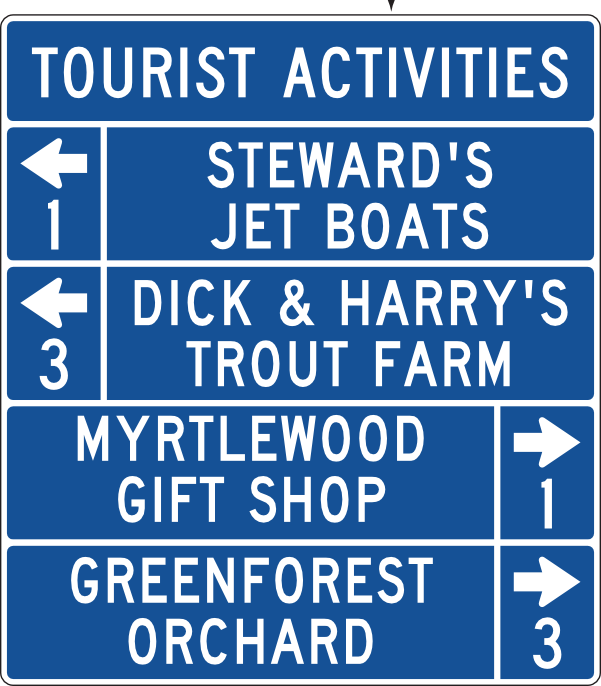 TOURIST ACTIVITIES
STEWARD'S
JET BOATS
1
DICK & HARRY'S
TROUT FARM
3
MYRTLEWOOD
GIFT SHOP
1
GREENFOREST
ORCHARD
3